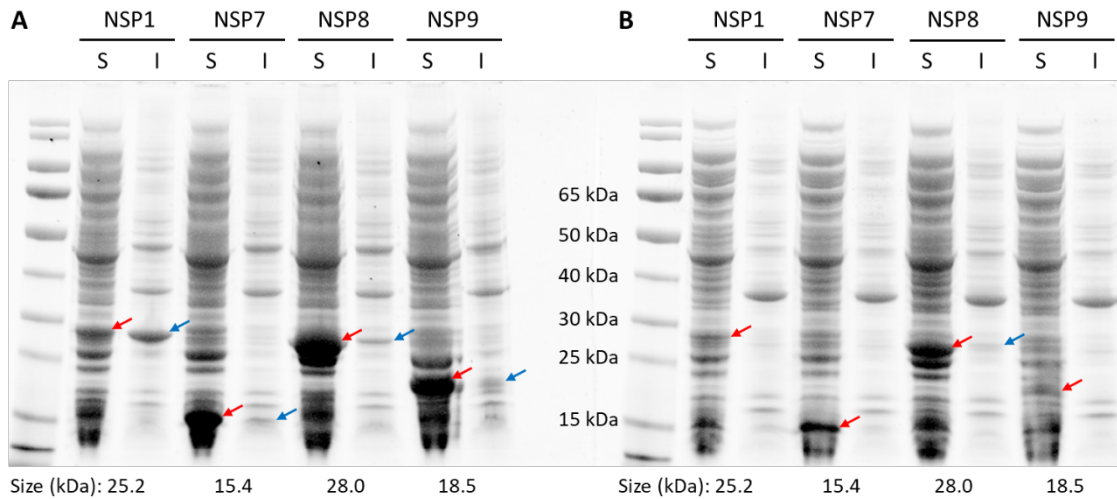 A NSP1 NSP7 NSP8 NSP9 B NSP1 NSP7 NSP8 NSP9
S I S I S I S I S I S I S I S I
65 kDa
50 kDa
40 kDa
30 kDa
25 kDa
15 kDa
Size (kDa): 25.2 15.4 28.0 18.5 Size (kDa): 25.2 15.4 28.0 18.5